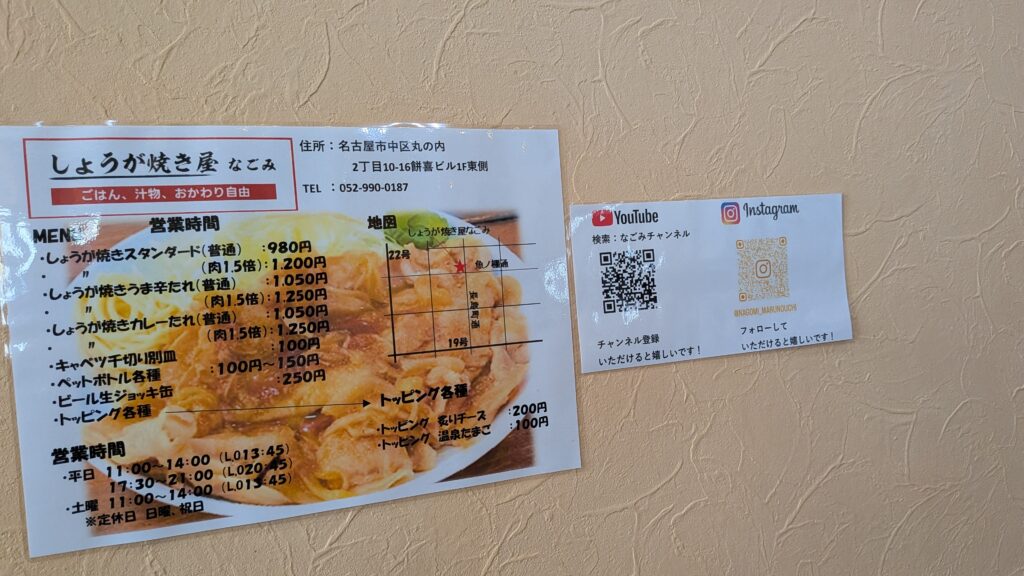 しょうが焼き屋 なごみ
ごはん、汁物、おかわり自由
住所：名古屋市中区丸の内
2丁目10-16餅喜ビル1F東側
TEL ：052-990-0187
MEN
営業時間
・しょうが焼きスタンダード(普通) :980円
・ 〃 (肉1.5倍):1.200円
・しょうが焼きうま辛たれ(普通) :1.050円
・ 〃 (肉1.5倍):1.250円
・しょうが焼きカレーたれ(普通) :1.050円
・ 〃 (肉1.5倍):1.250円
・キャベツ千切り別皿 :100円
・ペットボトル各種 :100円～150円
・ビール生ジョッキ缶 :250円
・トッピング各種
地図
しょうが焼き屋なごみ
22号
魚ノ棚通
長島町通
19号
トッピング各種
・トッピング 炙りチーズ :200円
・トッピング 温泉たまご :100円
営業時間
・平日 11:00～14:00 (L.O13:45)
17:30～21:00 (L.O20:45)
・土曜 11:00～14:00 (L.O13:45)
※定休日 日曜、祝日
YouTube
検索：なごみチャンネル
チャンネル登録
いただけると嬉しいです！
Instagram
@NAGOMI_MARUNOUCHI
フォローして
いただけると嬉しいです！